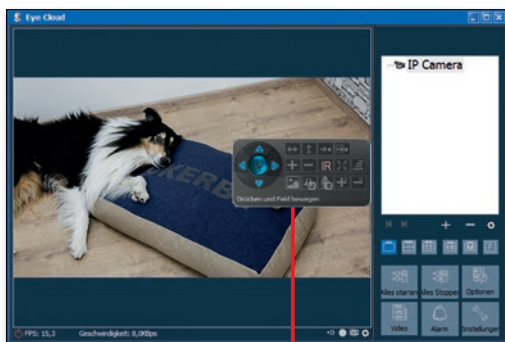 Eye Cloud
IP Camera
KERB
IR
Drücken und Feld bewegen
Alles starten
Alles Stoppen
Optionen
Video
Alarm
Einstellungen
FPS: 15,3
Geschwindigkeit: 8,0KBps